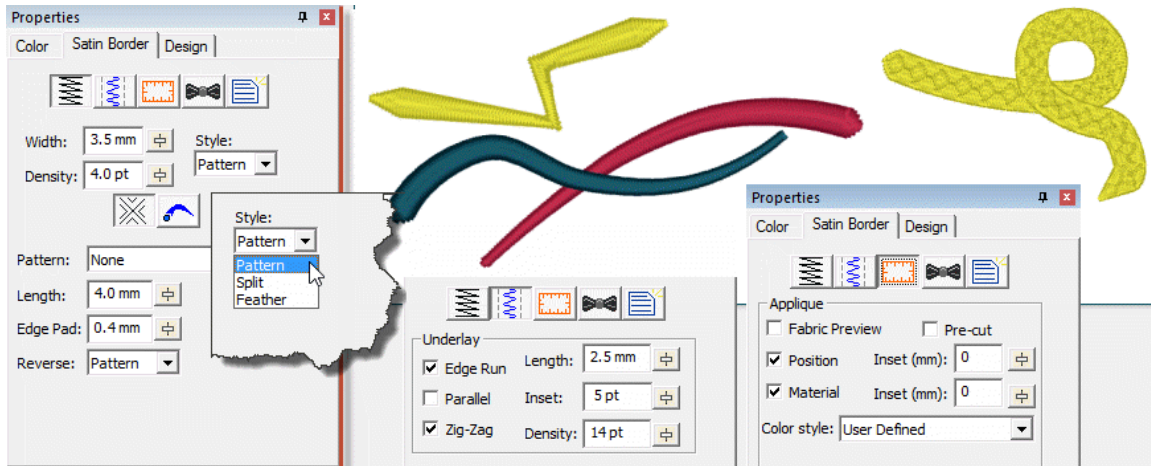 Properties
Color Satin Border Design
Width: 3.5 mm Style:
Density: 4.0 pt Pattern
Pattern: None
Length: 4.0 mm
Edge Pad: 0.4 mm
Reverse: Pattern
Style:
Pattern
Pattern
Split
Feather
Underlay
Edge Run Length: 2.5 mm
Parallel Inset: 5 pt
Zig-Zag Density: 14 pt
Properties
Color Satin Border Design
Applique
Fabric Preview Pre-cut
Position Inset (mm): 0
Material Inset (mm): 0
Color style: User Defined